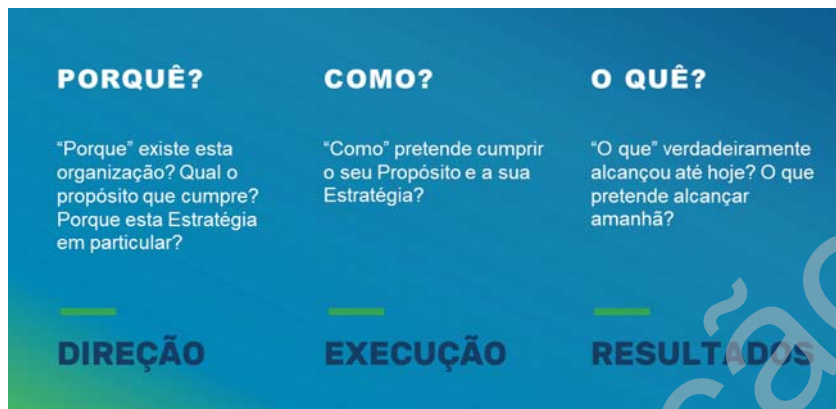 PORQUÊ?
“Porque” existe esta
organização? Qual o
propósito que cumpre?
Porque esta Estratégia
em particular?
DIREÇÃO
COMO?
“Como” pretende cumprir
o seu Propósito e a sua
Estratégia?
EXECUÇÃO
O QUÊ?
“O que” verdadeiramente
alcançou até hoje? O que
pretende alcançar
amanhã?
RESULTADOS